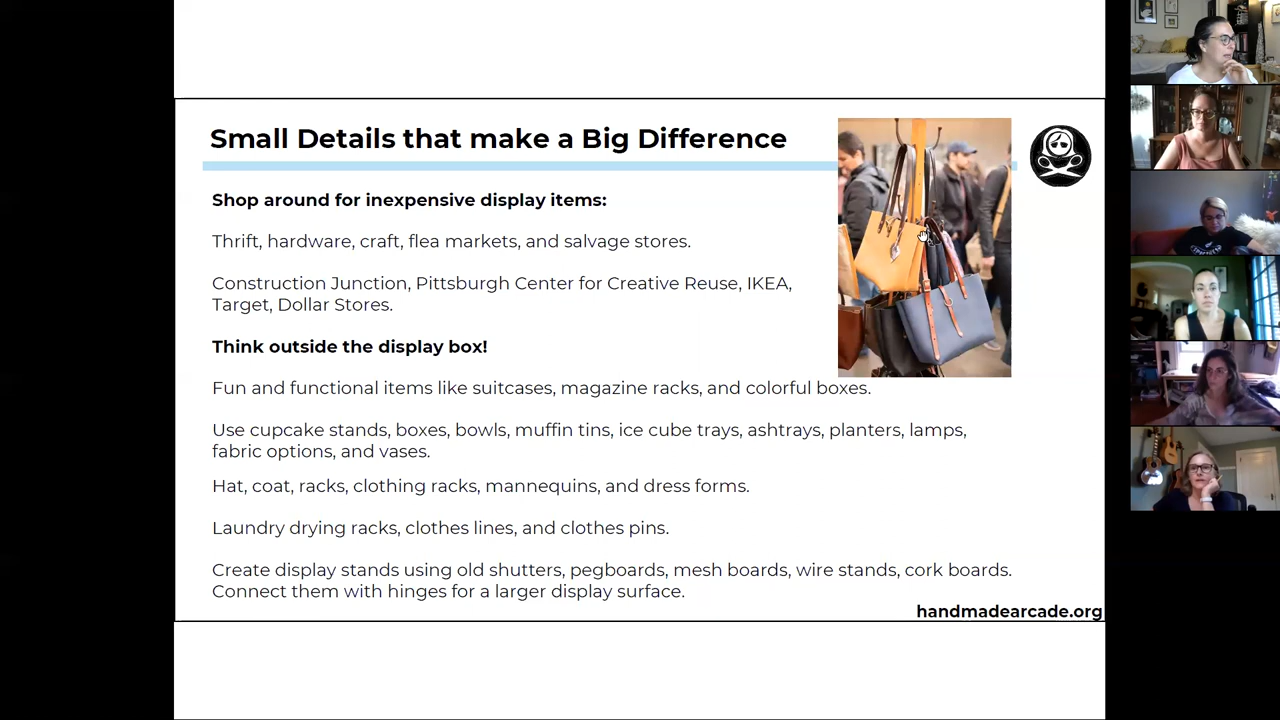 Small Details that make a Big Difference
Shop around for inexpensive display items:
Thrift, hardware, craft, flea markets, and salvage stores.
Construction Junction, Pittsburgh Center for Creative Reuse, IKEA,
Target, Dollar Stores.
Think outside the display box!
Fun and functional items like suitcases, magazine racks, and colorful boxes.
Use cupcake stands, boxes, bowls, muffin tins, ice cube trays, ashtrays, planters, lamps,
fabric options, and vases.
Hat, coat, racks, clothing racks, mannequins, and dress forms.
Laundry drying racks, clothes lines, and clothes pins.
Create display stands using old shutters, pegboards, mesh boards, wire stands, cork boards.
Connect them with hinges for a larger display surface.
handmadearcade.org